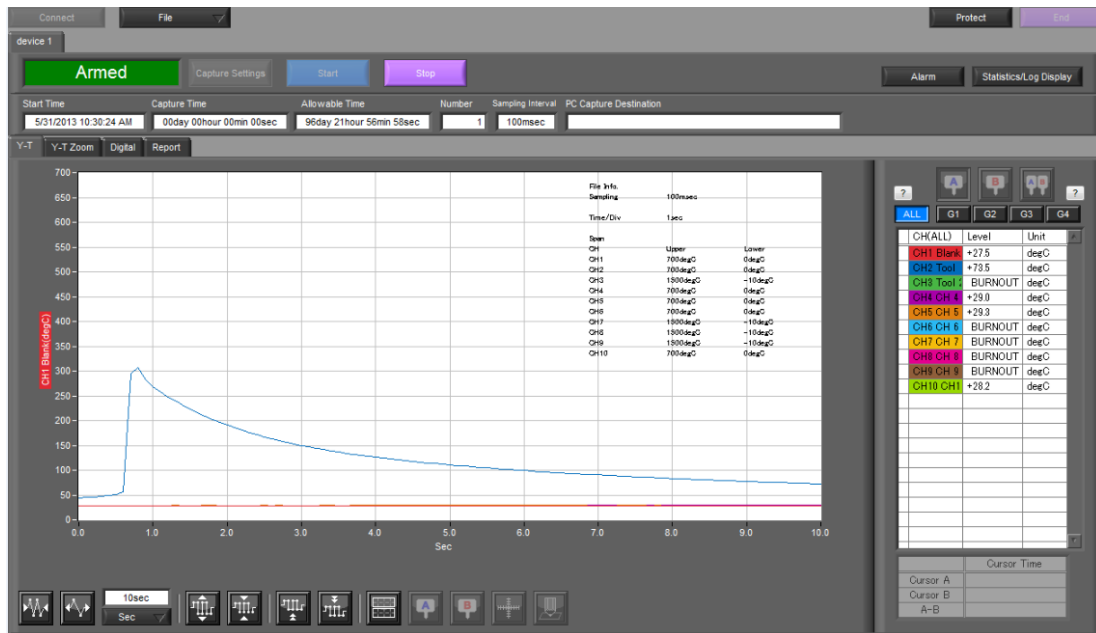 Connect File Protect End
device 1
Armed Capture Settings Start Stop Alarm Statistics/Log Display
Start Time Capture Time Allowable Time Number Sampling Interval PC Capture Destination
5/31/2013 10:30:24 AM 00day 00hour 00min 00sec 96day 21hour 56min 58sec 1 100msec
Y-T Y-T Zoom Digital Report
CH1 Blank(degC)
700
650
600
550
500
450
400
350
300
250
200
150
100
50
0
0.0 1.0 2.0 3.0 4.0 5.0 6.0 7.0 8.0 9.0 10.0
Sec
File Info.
Sampling 100msec
Time/Div 1sec
Span
CH Upper Lower
CH1 700degC 0degC
CH2 700degC 0degC
CH3 1300degC -10degC
CH4 700degC 0degC
CH5 700degC 0degC
CH6 700degC 0degC
CH7 1300degC -10degC
CH8 1300degC -10degC
CH9 1300degC -10degC
CH10 700degC 0degC
? A B A B ?
ALL G1 G2 G3 G4
CH(ALL) Level Unit
CH1 Blank +27.5 degC
CH2 Tool +73.5 degC
CH3 Tool BURNOUT degC
CH4 CH 4 +29.0 degC
CH5 CH 5 +29.3 degC
CH6 CH 6 BURNOUT degC
CH7 CH 7 BURNOUT degC
CH8 CH 8 BURNOUT degC
CH9 CH 9 BURNOUT degC
CH10 CH1 +28.2 degC
Cursor Time
Cursor A
Cursor B
A-B
10sec
Sec
A B